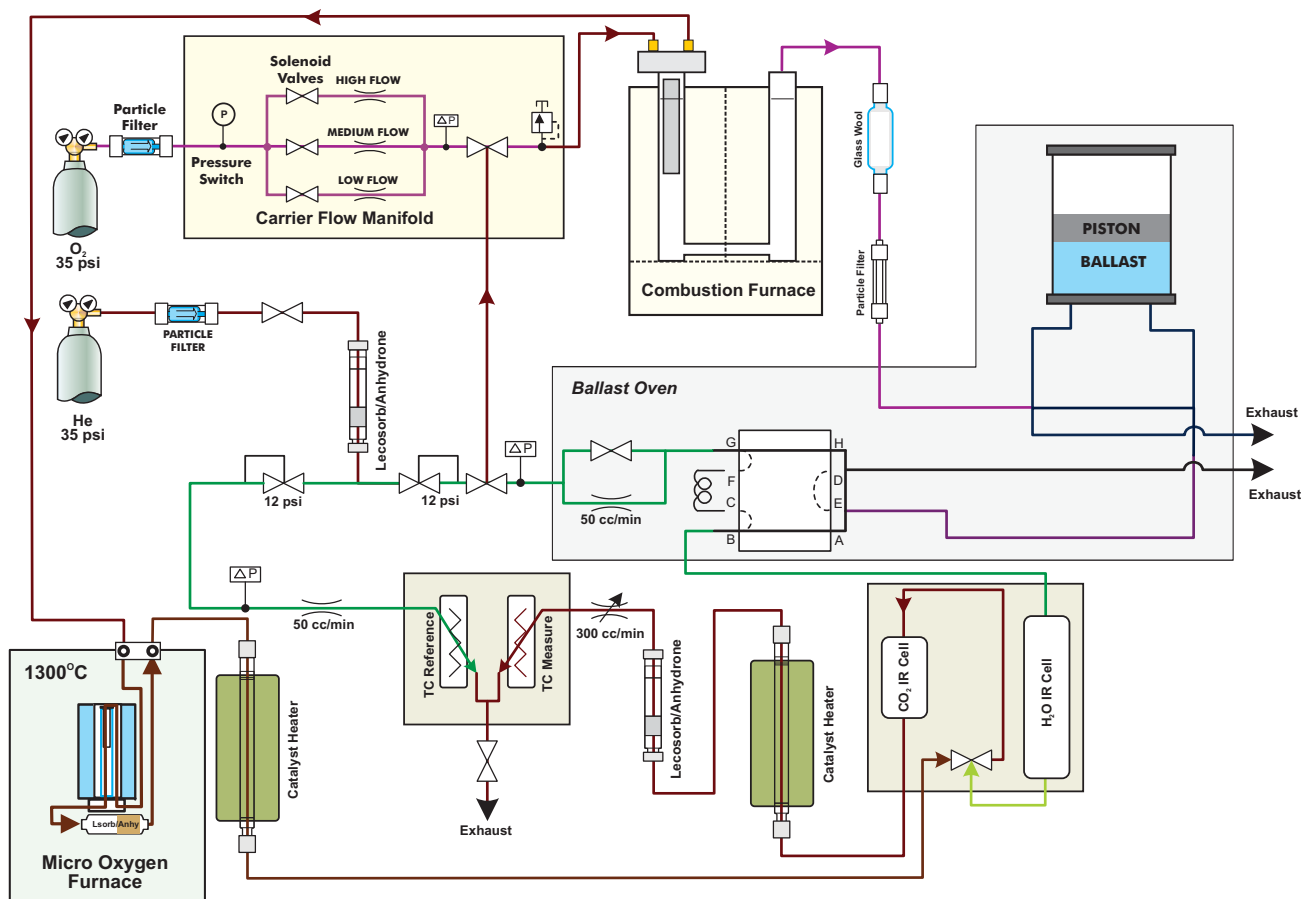 Solenoid
Valves
HIGH FLOW
Particle
Filter
P
△P
MEDIUM FLOW
Pressure
Switch
LOW FLOW
Carrier Flow Manifold
O2
35 psi
Glass Wool
Particle Filter
PISTON
BALLAST
Combustion Furnace
PARTICLE
FILTER
Lecosorb/Anhydrone
He
35 psi
Ballast Oven
Exhaust
Exhaust
12 psi
12 psi
△P
50 cc/min
G
H
F
D
C
E
B
A
△P
50 cc/min
TC Reference
TC Measure
300 cc/min
Lecosorb/Anhydrone
Catalyst Heater
CO2 IR Cell
H2O IR Cell
Exhaust
1300°C
Catalyst Heater
Lsorb/Anhy
Micro Oxygen
Furnace